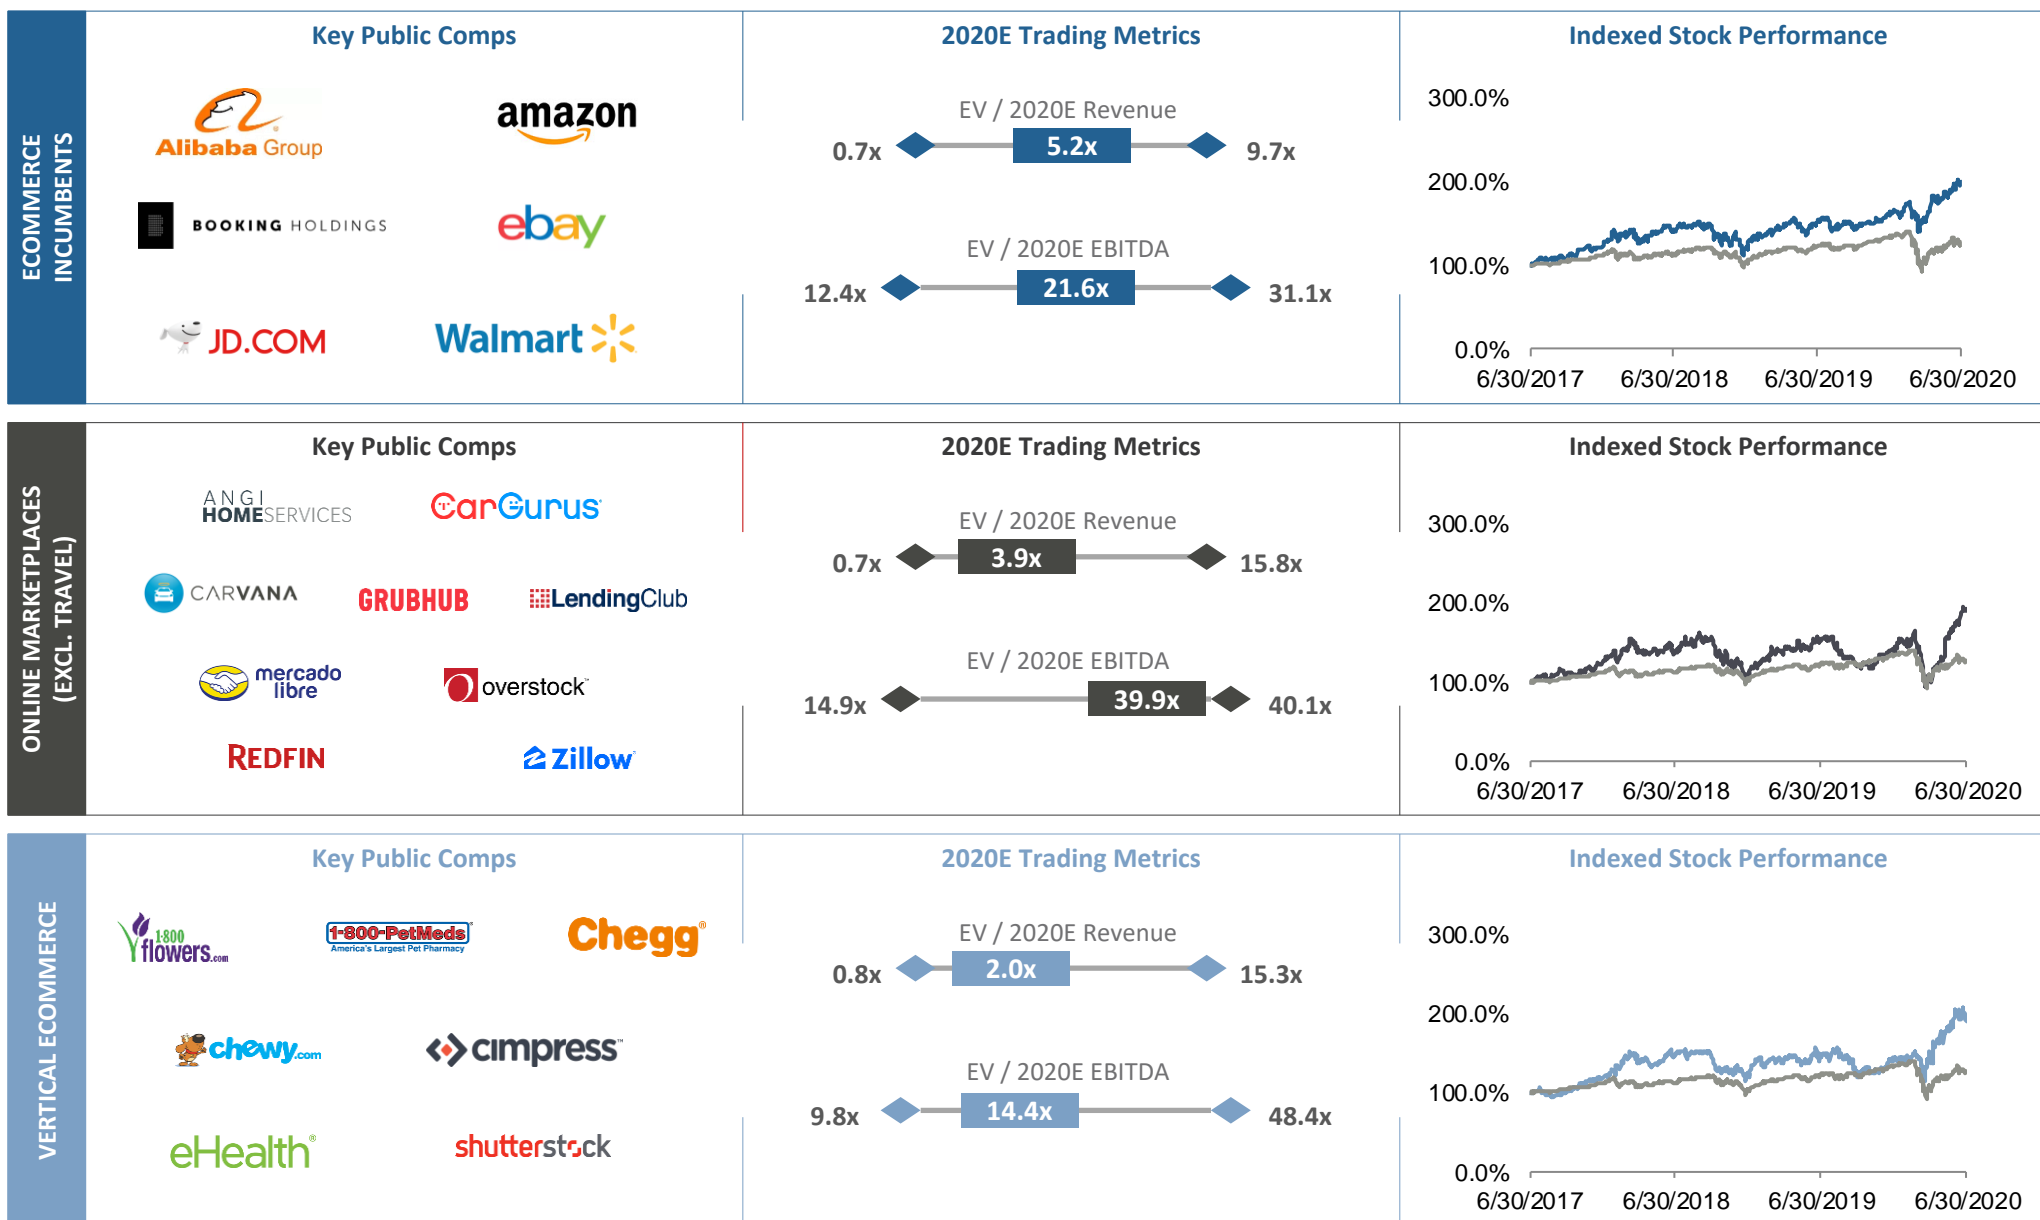 ECOMMERCE
INCUMBENTS
Key Public Comps
Alibaba Group
amazon
BOOKING HOLDINGS
ebay
JD.COM
Walmart
2020E Trading Metrics
EV / 2020E Revenue
0.7x
5.2x
9.7x
EV / 2020E EBITDA
12.4x
21.6x
31.1x
Indexed Stock Performance
300.0%
200.0%
100.0%
0.0%
6/30/2017 6/30/2018 6/30/2019 6/30/2020
ONLINE MARKETPLACES
(EXCL. TRAVEL)
Key Public Comps
ANGI
HOMESERVICES
CarGurus
CARVANA
GRUBHUB
LendingClub
mercado
libre
overstock™
REDFIN
Zillow®
2020E Trading Metrics
EV / 2020E Revenue
0.7x
3.9x
15.8x
EV / 2020E EBITDA
14.9x
39.9x
40.1x
Indexed Stock Performance
300.0%
200.0%
100.0%
0.0%
6/30/2017 6/30/2018 6/30/2019 6/30/2020
VERTICAL ECOMMERCE
Key Public Comps
1·800
flowers.com
1-800-PetMeds®
America's Largest Pet Pharmacy
Chegg®
chewy.com
cimpress™
eHealth®
shutterstock
2020E Trading Metrics
EV / 2020E Revenue
0.8x
2.0x
15.3x
EV / 2020E EBITDA
9.8x
14.4x
48.4x
Indexed Stock Performance
300.0%
200.0%
100.0%
0.0%
6/30/2017 6/30/2018 6/30/2019 6/30/2020